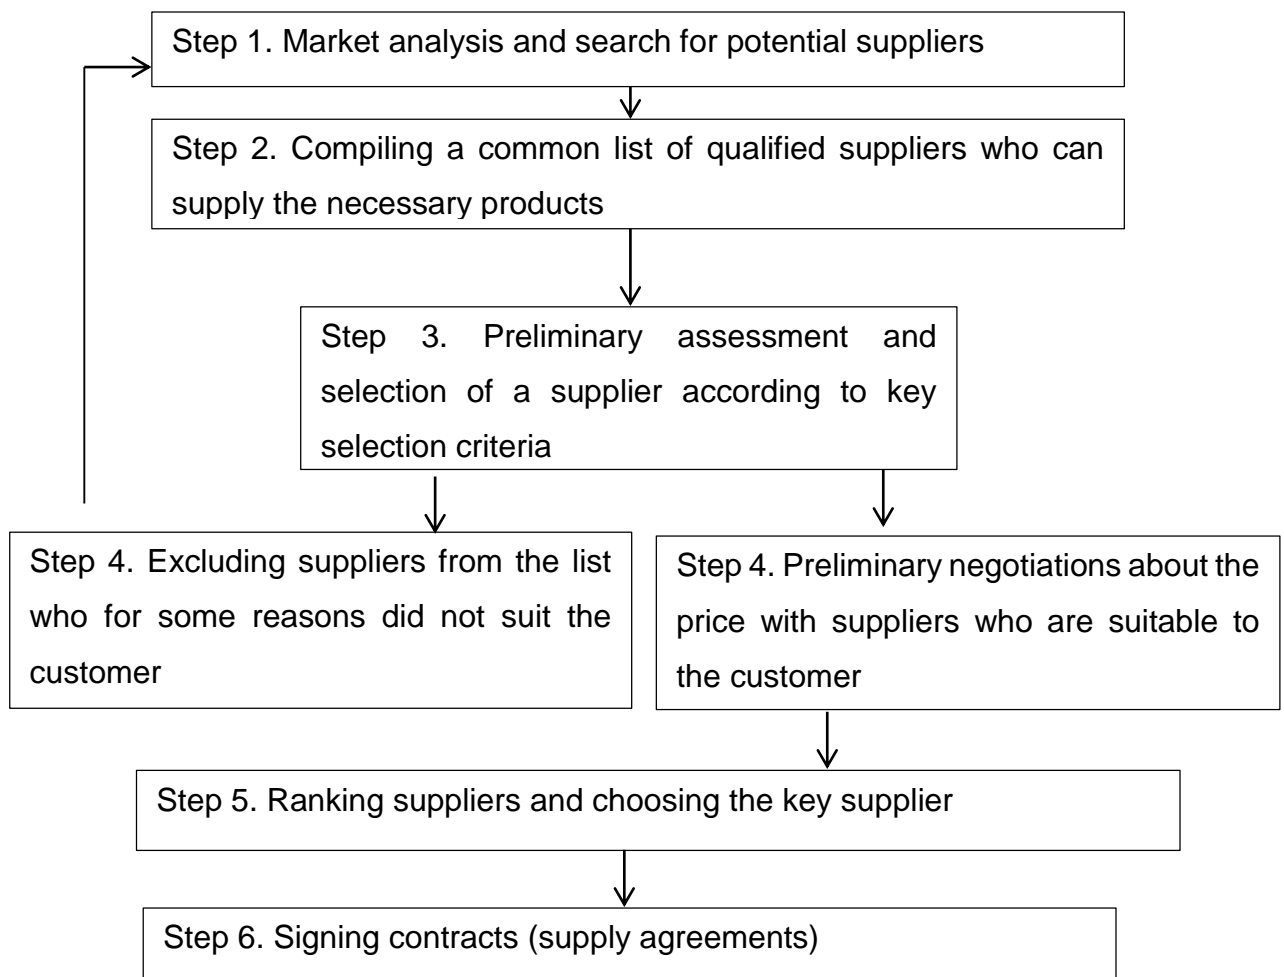 Step 1. Market analysis and search for potential suppliers
Step 2. Compiling a common list of qualified suppliers who can
supply the necessary products
Step 3. Preliminary assessment and
selection of a supplier according to key
selection criteria
Step 4. Excluding suppliers from the list
who for some reasons did not suit the
customer
Step 4. Preliminary negotiations about the
price with suppliers who are suitable to
the customer
Step 5. Ranking suppliers and choosing the key supplier
Step 6. Signing contracts (supply agreements)